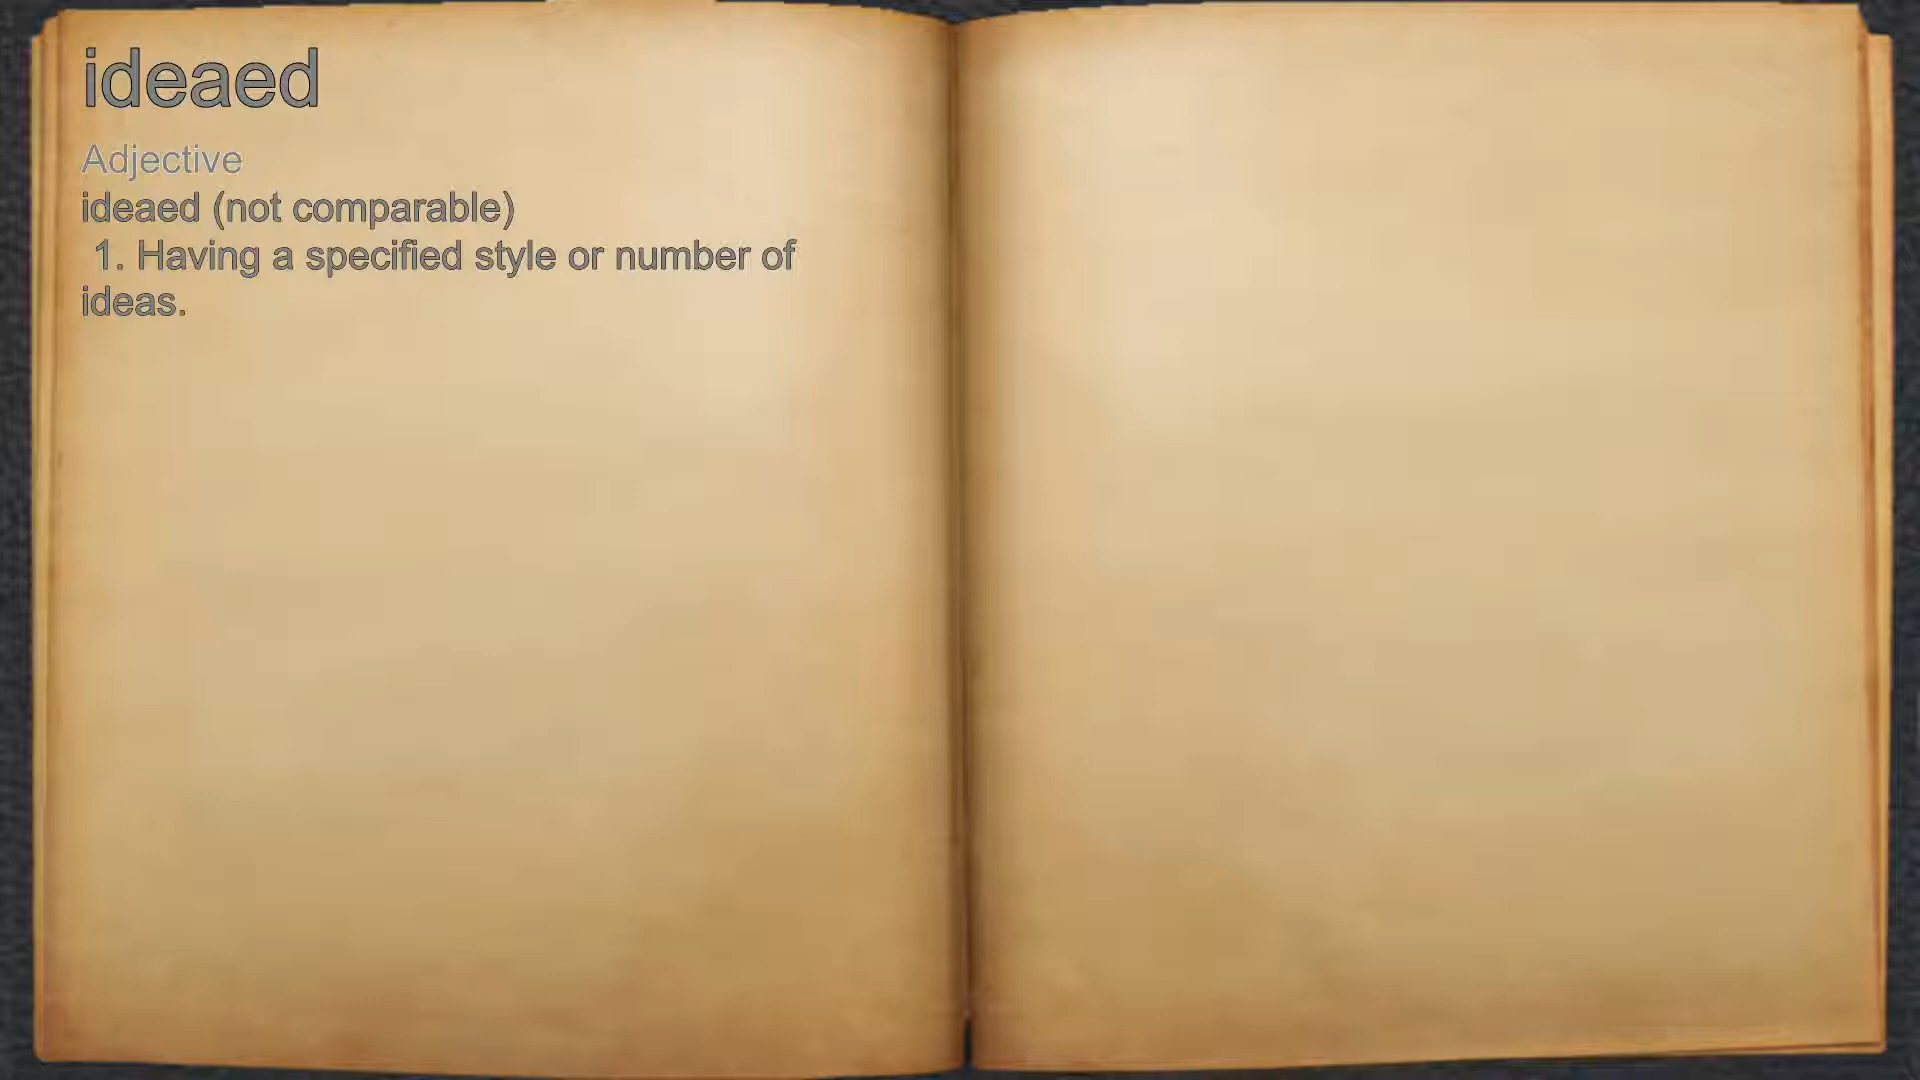 ideaed
Adjective
ideaed (not comparable)
1. Having a specified style or number of
ideas.